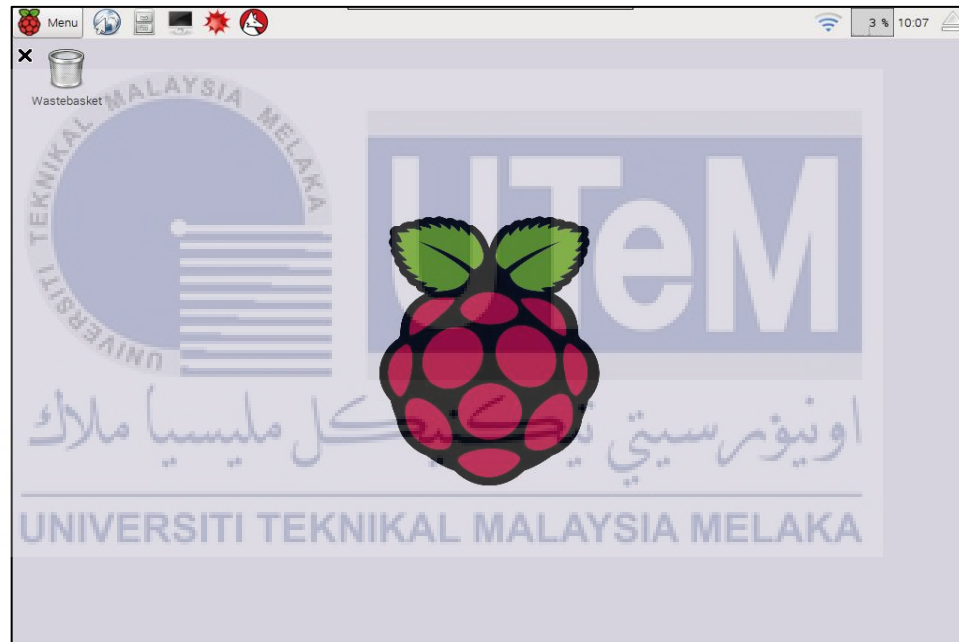 Menu
3 % 10:07
Wastebasket
UNIVERSITI TEKNIKAL MALAYSIA MELAKA
UTeM
اونيۏرسيتي تيكنيكل مليسيا ملاك
UNIVERSITI TEKNIKAL MALAYSIA MELAKA